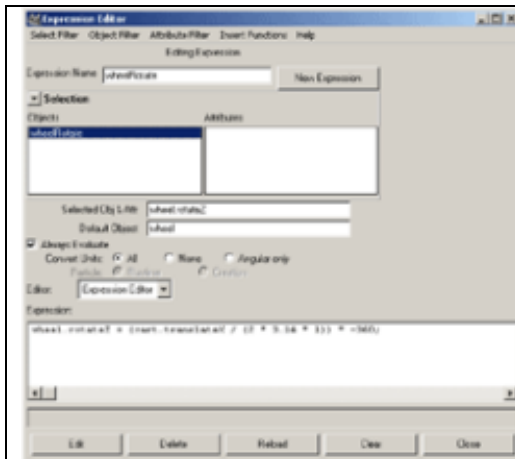 Expression Editor
Select Filter Object Filter Attribute Filter Insert Functions Help
Editing Expression
Expression Name wheelRotate New Expression
Selection
Objects Attributes
Selected Obj & Attr wheel.rotateZ
Default Object wheel
Always Evaluate
Convert Units: All None Angular only
Particle: Runtime Creation
Editor: Expression Editor
Expression:
wheel.rotateZ = (cart.translateX / (2 * 3.14 * 1)) * -360;
Edit Delete Reload Clear Close